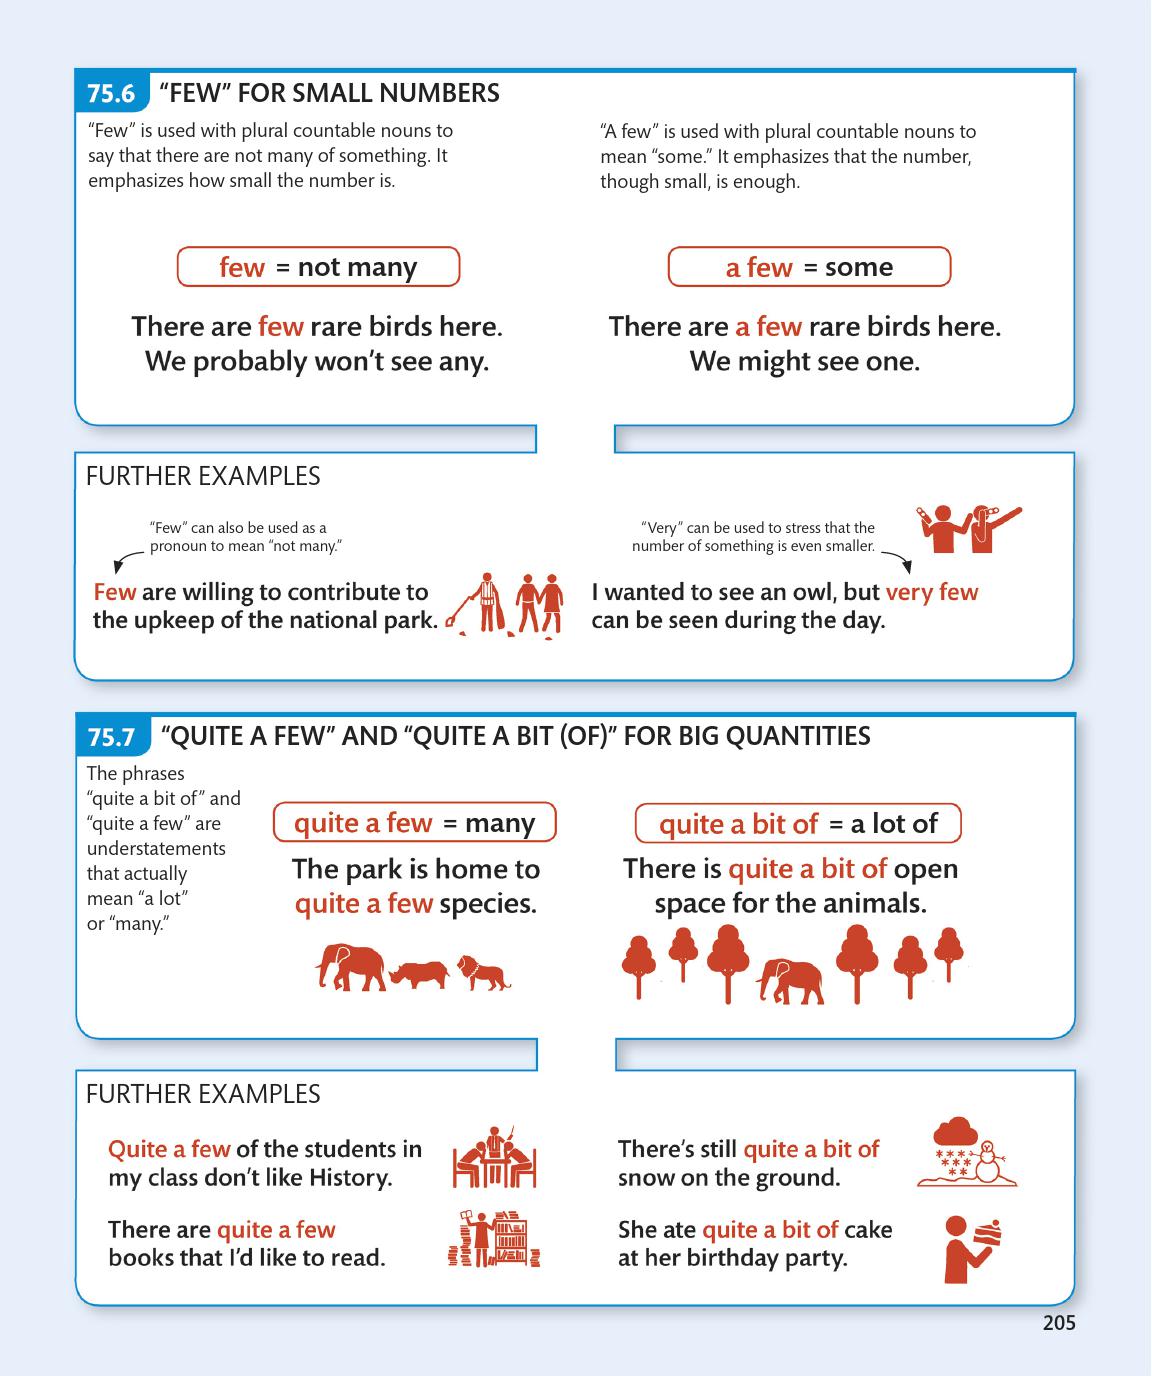 75.6 “FEW” FOR SMALL NUMBERS
“Few” is used with plural countable nouns to
say that there are not many of something. It
emphasizes how small the number is.
few = not many
There are few rare birds here.
We probably won’t see any.
“A few” is used with plural countable nouns to
mean “some.” It emphasizes that the number,
though small, is enough.
a few = some
There are a few rare birds here.
We might see one.
FURTHER EXAMPLES
“Few” can also be used as a
pronoun to mean “not many.”
Few are willing to contribute to
the upkeep of the national park.
“Very” can be used to stress that the
number of something is even smaller.
I wanted to see an owl, but very few
can be seen during the day.
75.7 “QUITE A FEW” AND “QUITE A BIT (OF)” FOR BIG QUANTITIES
The phrases
“quite a bit of” and
“quite a few” are
understatements
that actually
mean “a lot”
or “many.”
quite a few = many
The park is home to
quite a few species.
quite a bit of = a lot of
There is quite a bit of open
space for the animals.
FURTHER EXAMPLES
Quite a few of the students in
my class don’t like History.
There’s still quite a bit of
snow on the ground.
There are quite a few
books that I’d like to read.
She ate quite a bit of cake
at her birthday party.
205